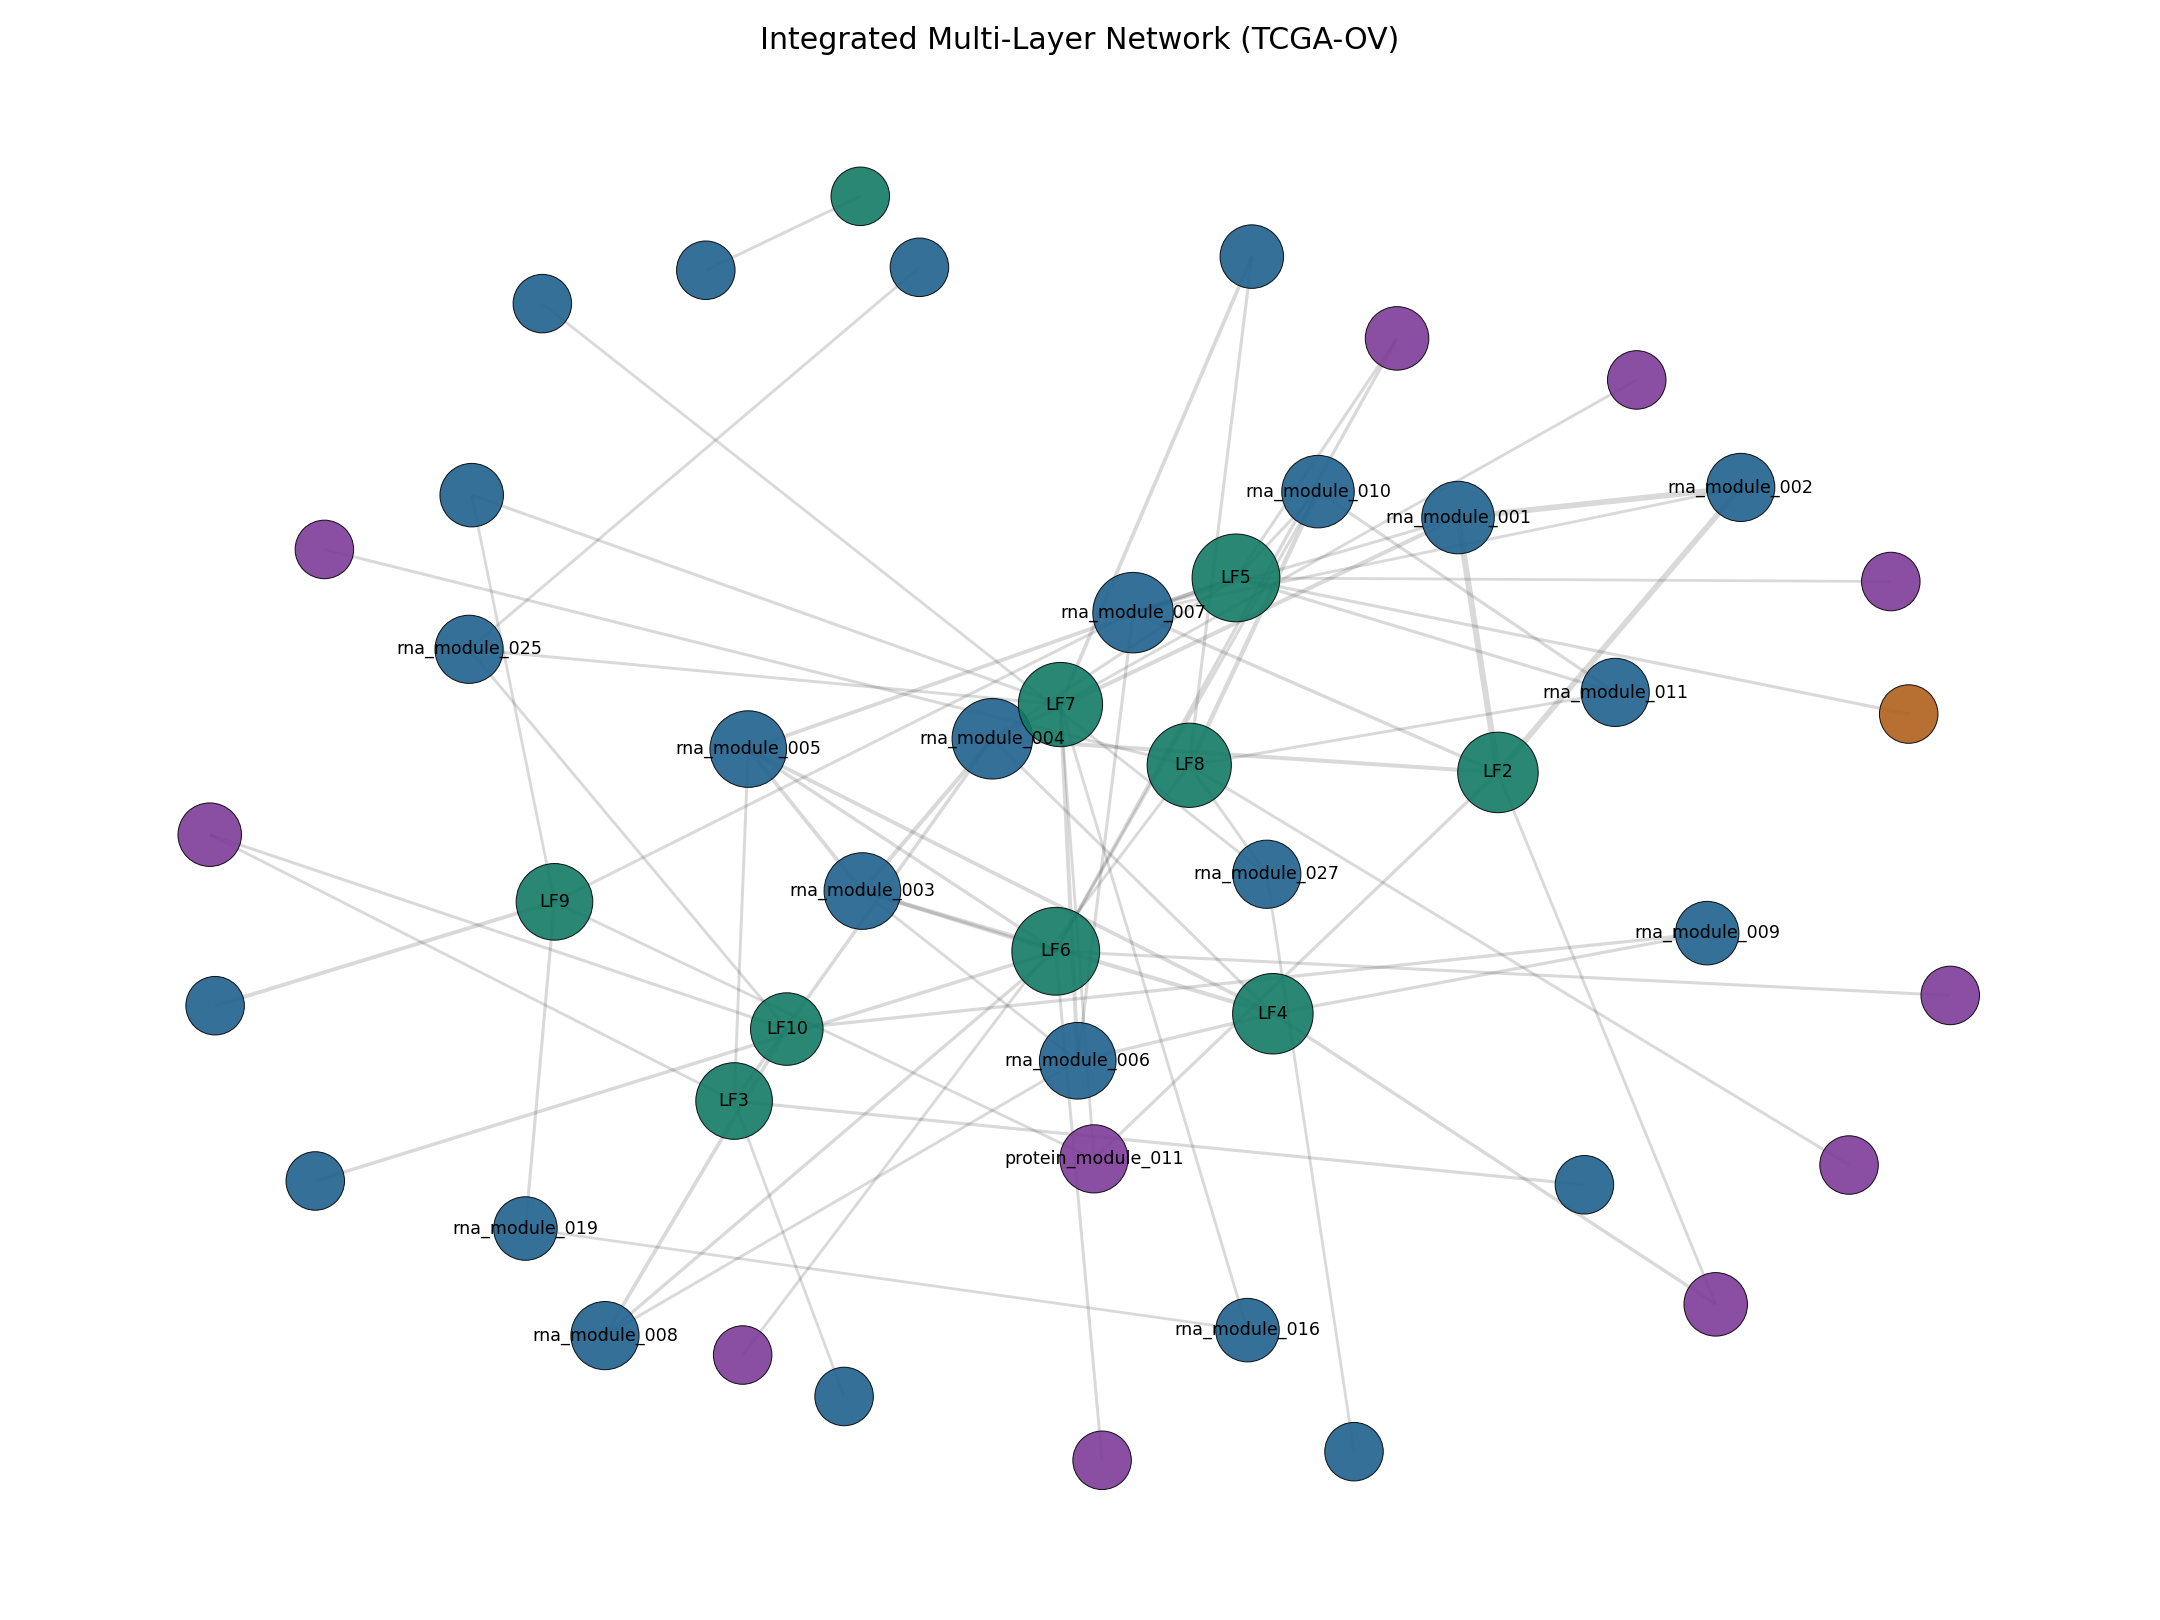 Integrated Multi-Layer Network (TCGA-OV)
rna_module_002
rna_module_010
rna_module_001
LF5
rna_module_007
rna_module_025
rna_module_011
LF7
rna_module_004
rna_module_005
LF8
LF2
rna_module_027
rna_module_003
LF9
rna_module_009
LF6
LF4
LF10
rna_module_006
LF3
protein_module_011
rna_module_019
rna_module_016
rna_module_008